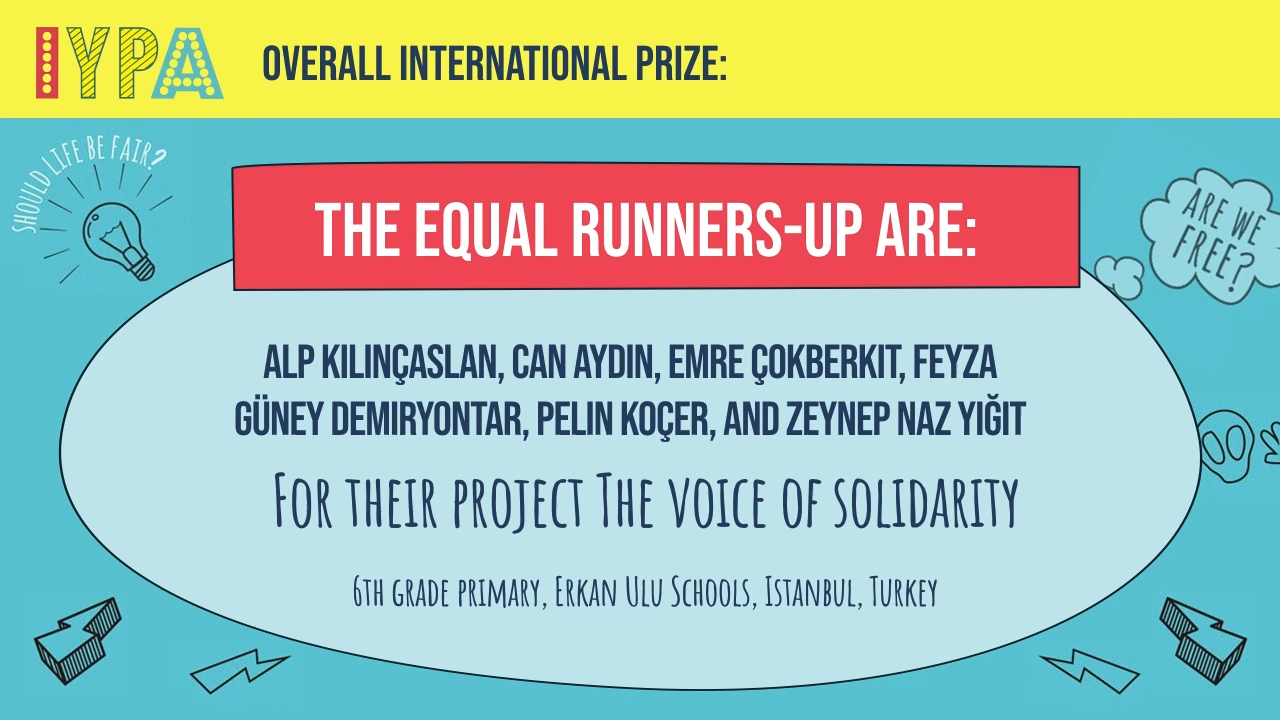 IYPA
OVERALL INTERNATIONAL PRIZE:
SHOULD LIFE BE FAIR?
THE EQUAL RUNNERS-UP ARE:
ARE WE
FREE?
ALP KILINÇASLAN, CAN AYDIN, EMRE ÇOKBERKIT, FEYZA
GÜNEY DEMIRYONTAR, PELIN KOÇER, AND ZEYNEP NAZ YIĞIT
FOR THEIR PROJECT THE VOICE OF SOLIDARITY
6TH GRADE PRIMARY, ERKAN ULU SCHOOLS, ISTANBUL, TURKEY